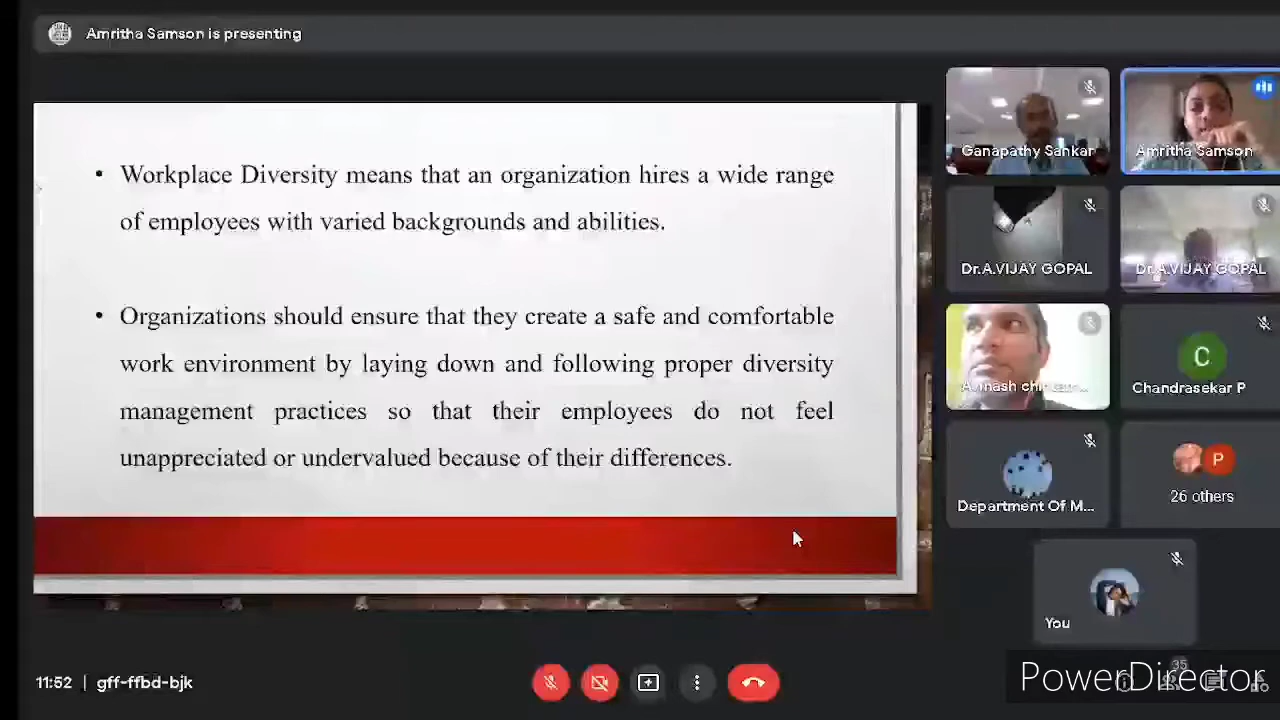 Amritha Samson is presenting
• Workplace Diversity means that an organization hires a wide range
of employees with varied backgrounds and abilities.
• Organizations should ensure that they create a safe and comfortable
work environment by laying down and following proper diversity
management practices so that their employees do not feel
unappreciated or undervalued because of their differences.
Ganapathy Sankar
Amritha Samson
Dr.A.VIJAY GOPAL
Dr.A.VIJAY GOPAL
C
Chandrasekar P
Department Of M...
P
26 others
You
11:52 | gff-ffbd-bjk
35
PowerDirector